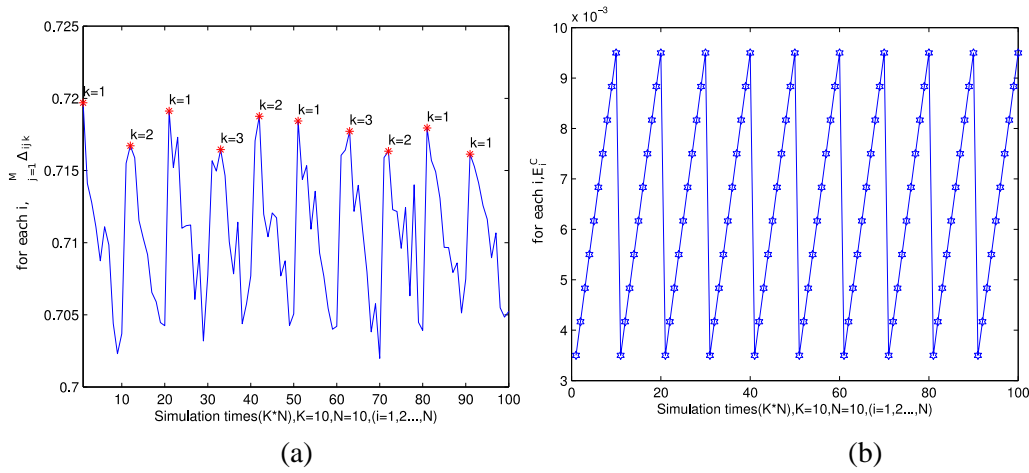 0.725
0.72
0.715
0.71
0.705
0.7
for each i, M j=1 Δijk
k=1
k=2
k=1
k=3
k=2
k=1
k=3
k=2
k=1
k=1
10 20 30 40 50 60 70 80 90 100
Simulation times(K*N),K=10,N=10,(i=1,2...,N)
(a)
x 10⁻³
10
9
8
7
6
5
4
3
for each i,EᵢC
0 20 40 60 80 100
Simulation times(K*N),K=10,N=10,(i=1,2...,N)
(b)